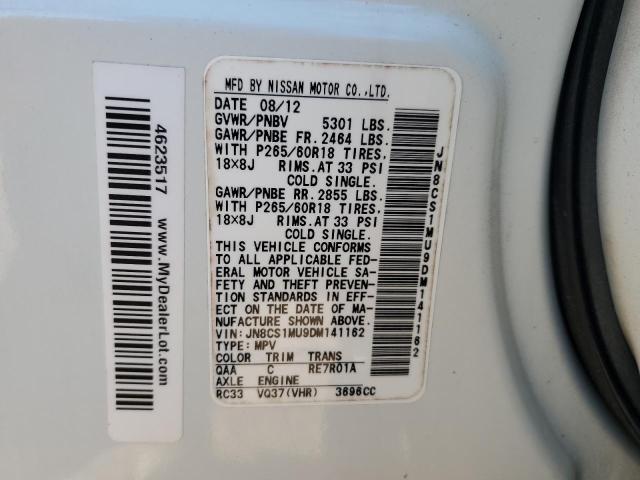 MFD BY NISSAN MOTOR CO.,LTD.
DATE 08/12
GVWR/PNBV 5301 LBS.
GAWR/PNBE FR. 2464 LBS.
WITH P265/60R18 TIRES.
18X8J RIMS. AT 33 PSI
COLD SINGLE.
GAWR/PNBE RR. 2855 LBS.
WITH P265/60R18 TIRES.
18X8J RIMS. AT 33 PSI
COLD SINGLE.
THIS VEHICLE CONFORMS
TO ALL APPLICABLE FED-
ERAL MOTOR VEHICLE SA-
FETY AND THEFT PREVEN-
TION STANDARDS IN EFF-
ECT ON THE DATE OF MA-
NUFACTURE SHOWN ABOVE.
VIN: JN8CS1MU9DM141162
TYPE: MPV
COLOR TRIM TRANS
QAA C RE7R01A
AXLE ENGINE
RC33 VQ37(VHR) 3696CC
JN8CS1MU9DM141162
4623517 www.MyDealerLot.com